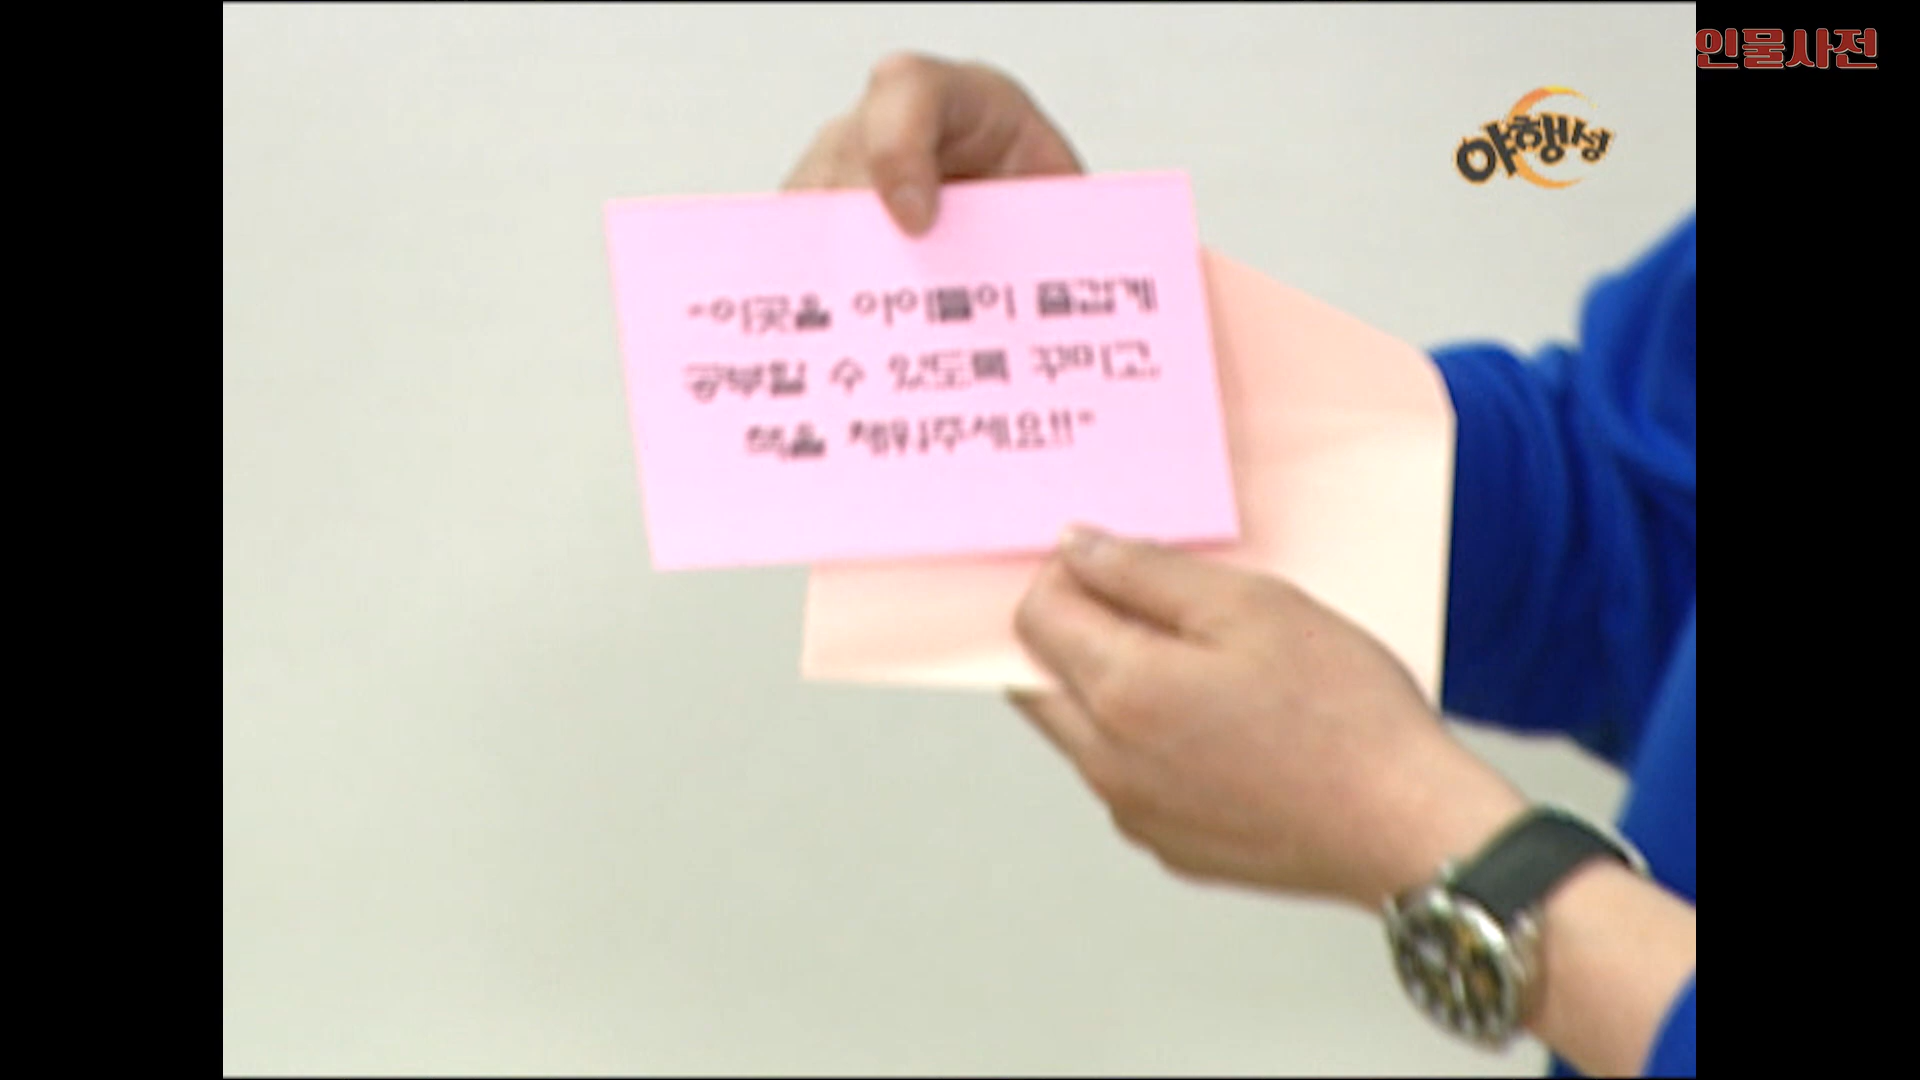 인물사전
야행성
"이곳을 아이들이 즐겁게
공부할 수 있도록 꾸미고,
책을 채워주세요!!"